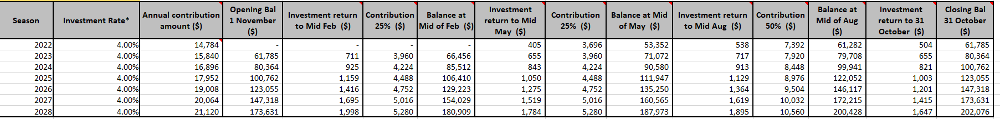 Season Investment Rate* Annual contribution amount ($) Opening Bal 1 November ($) Investment return to Mid Feb ($) Contribution 25% ($) Balance at Mid of Feb ($) Investment return to Mid May ($) Contribution 25% ($) Balance at Mid of May ($) Investment return to Mid Aug ($) Contribution 50% ($) Balance at Mid of Aug ($) Investment return to 31 October ($) Closing Bal 31 October ($)
2022 4.00% 14,784 - - - - 405 3,696 53,352 538 7,392 61,282 504 61,785
2023 4.00% 15,840 61,785 711 3,960 66,456 655 3,960 71,072 717 7,920 79,708 655 80,364
2024 4.00% 16,896 80,364 925 4,224 85,512 843 4,224 90,580 913 8,448 99,941 821 100,762
2025 4.00% 17,952 100,762 1,159 4,488 106,410 1,050 4,488 111,947 1,129 8,976 122,052 1,003 123,055
2026 4.00% 19,008 123,055 1,416 4,752 129,223 1,275 4,752 135,250 1,364 9,504 146,117 1,201 147,318
2027 4.00% 20,064 147,318 1,695 5,016 154,029 1,519 5,016 160,565 1,619 10,032 172,215 1,415 173,631
2028 4.00% 21,120 173,631 1,998 5,280 180,909 1,784 5,280 187,973 1,895 10,560 200,428 1,647 202,076